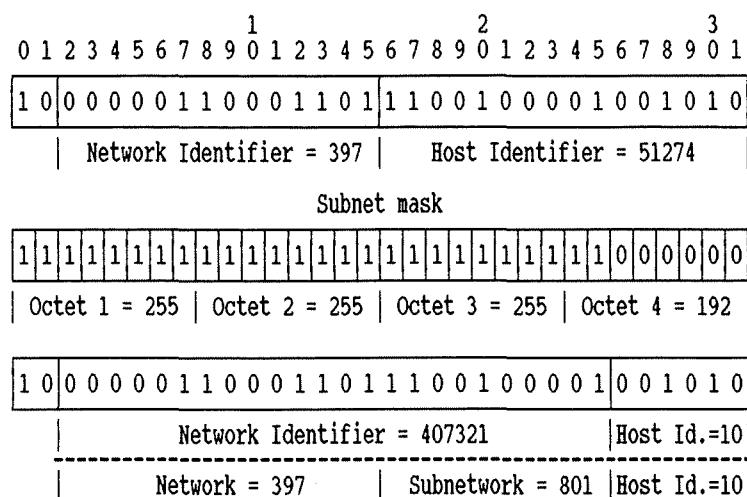 1 2 3
0 1 2 3 4 5 6 7 8 9 0 1 2 3 4 5 6 7 8 9 0 1 2 3 4 5 6 7 8 9 0 1
1 0 0 0 0 0 0 1 1 0 0 0 1 1 0 1 1 1 0 0 1 0 0 0 0 1 0 0 1 0 1 0
Network Identifier = 397 Host Identifier = 51274
Subnet mask
1 1 1 1 1 1 1 1 1 1 1 1 1 1 1 1 1 1 1 1 1 1 1 1 1 1 0 0 0 0 0 0
Octet 1 = 255 Octet 2 = 255 Octet 3 = 255 Octet 4 = 192
1 0 0 0 0 0 0 1 1 0 0 0 1 1 0 1 1 1 0 0 1 0 0 0 0 1 0 0 1 0 1 0
Network Identifier = 407321 Host Id.=10
Network = 397 Subnetwork = 801 Host Id.=10